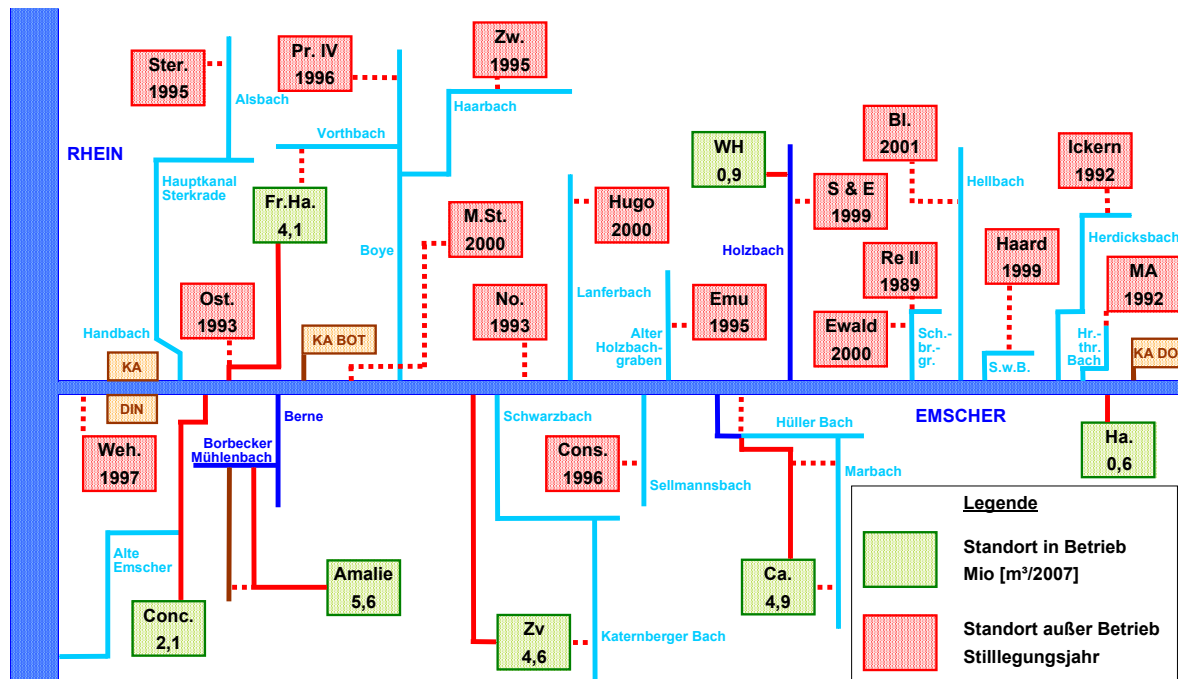 Ster.
1995
Pr. IV
1996
Zw.
1995
Alsbach
Haarbach
Vorthbach
RHEIN
Hauptkanal
Sterkrade
Fr.Ha.
4,1
M.St.
2000
Hugo
2000
WH
0,9
S & E
1999
Bl.
2001
Hellbach
Ickern
1992
Herdicksbach
Boye
Holzbach
Ost.
1993
No.
1993
Lanferbach
Emu
1995
Re II
1989
Haard
1999
MA
1992
Handbach
KA BOT
Alter
Holzbach-
graben
Ewald
2000
Sch.-
br.-
gr.
S.w.B.
Hr.-
thr.
Bach
KA DO
KA
DIN
EMSCHER
Weh.
1997
Berne
Borbecker
Mühlenbach
Schwarzbach
Cons.
1996
Sellmannsbach
Hüller Bach
Marbach
Ha.
0,6
Alte
Emscher
Conc.
2,1
Amalie
5,6
Zv
4,6
Katernberger Bach
Ca.
4,9
Legende
Standort in Betrieb
Mio [m³/2007]
Standort außer Betrieb
Stilllegungsjahr